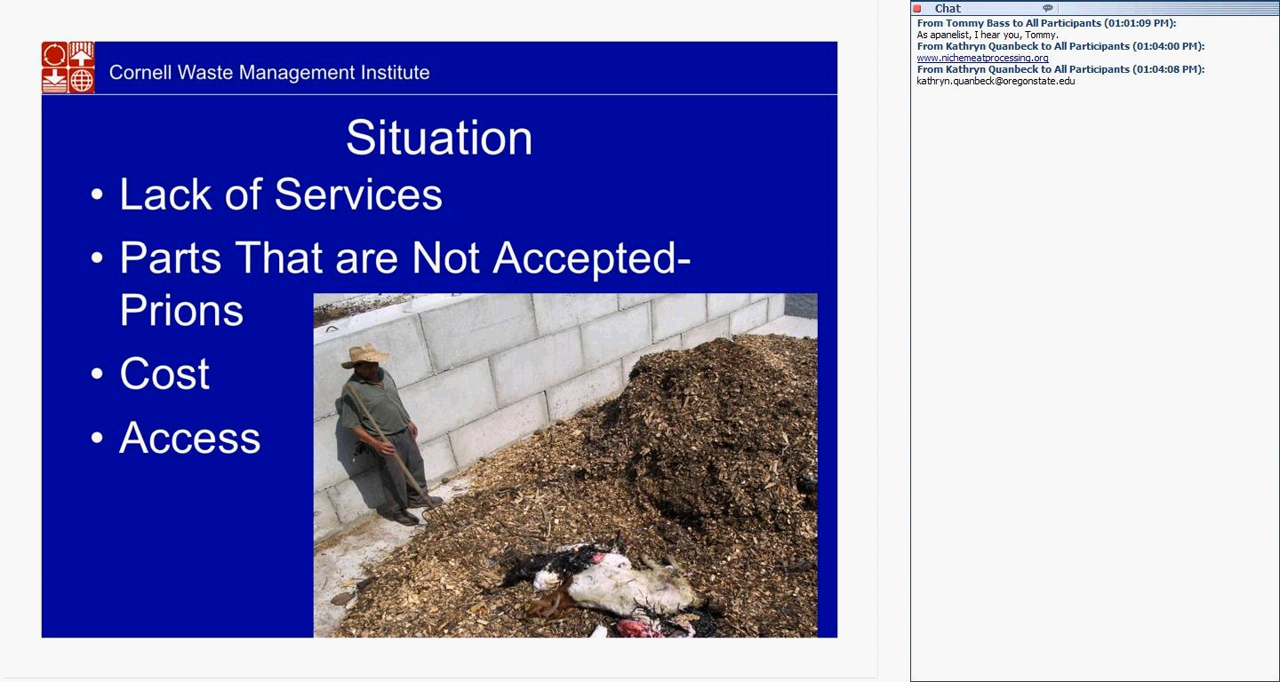 Cornell Waste Management Institute
Situation
• Lack of Services
• Parts That are Not Accepted-
Prions
• Cost
• Access
Chat
From Tommy Bass to All Participants (01:01:09 PM):
As apanelist, I hear you, Tommy.
From Kathryn Quanbeck to All Participants (01:04:00 PM):
www.nichemeatprocessing.org
From Kathryn Quanbeck to All Participants (01:04:08 PM):
kathryn.quanbeck@oregonstate.edu